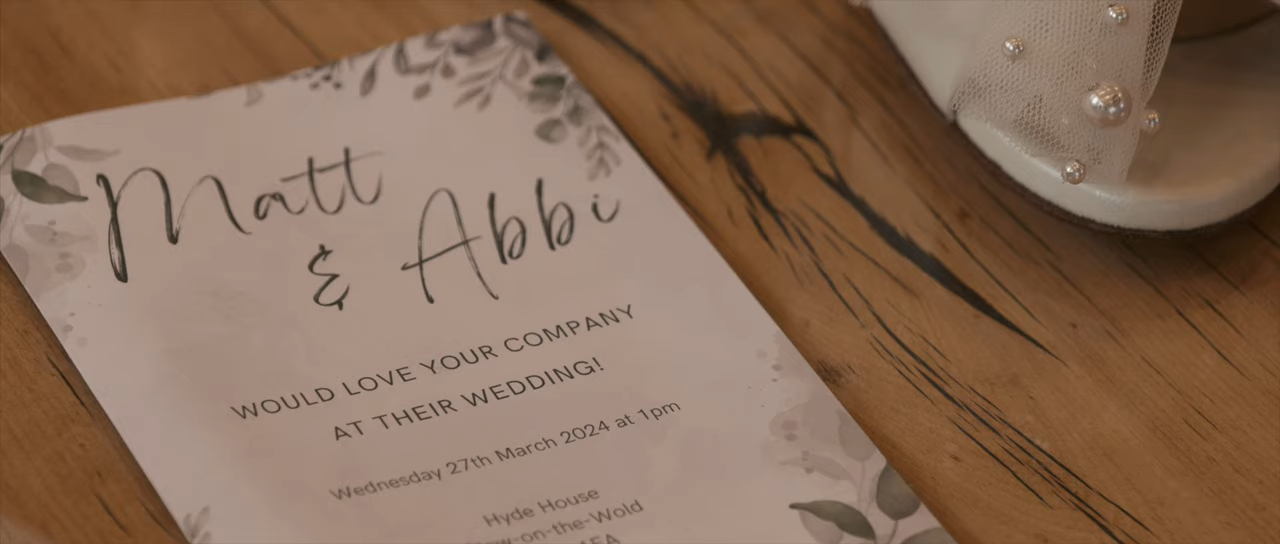 Matt
& Abbi
WOULD LOVE YOUR COMPANY
AT THEIR WEDDING!
Wednesday 27th March 2024 at 1pm
Hyde House